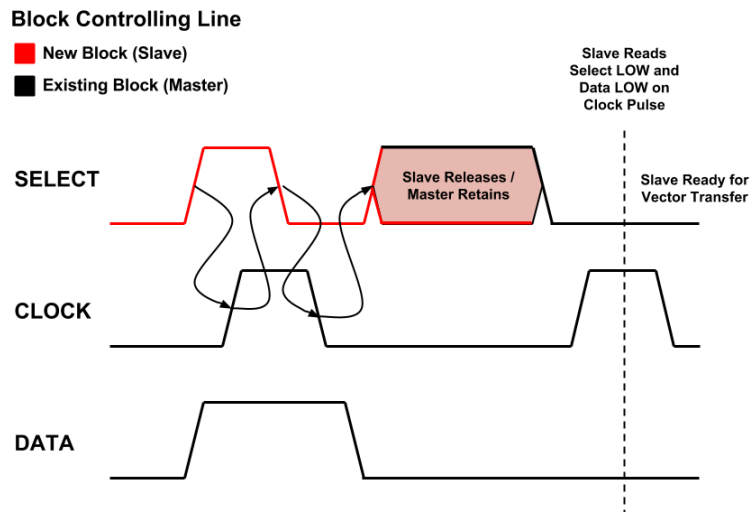 Block Controlling Line
New Block (Slave)
Existing Block (Master)
Slave Reads
Select LOW and
Data LOW on
Clock Pulse
SELECT
Slave Releases /
Master Retains
Slave Ready for
Vector Transfer
CLOCK
DATA